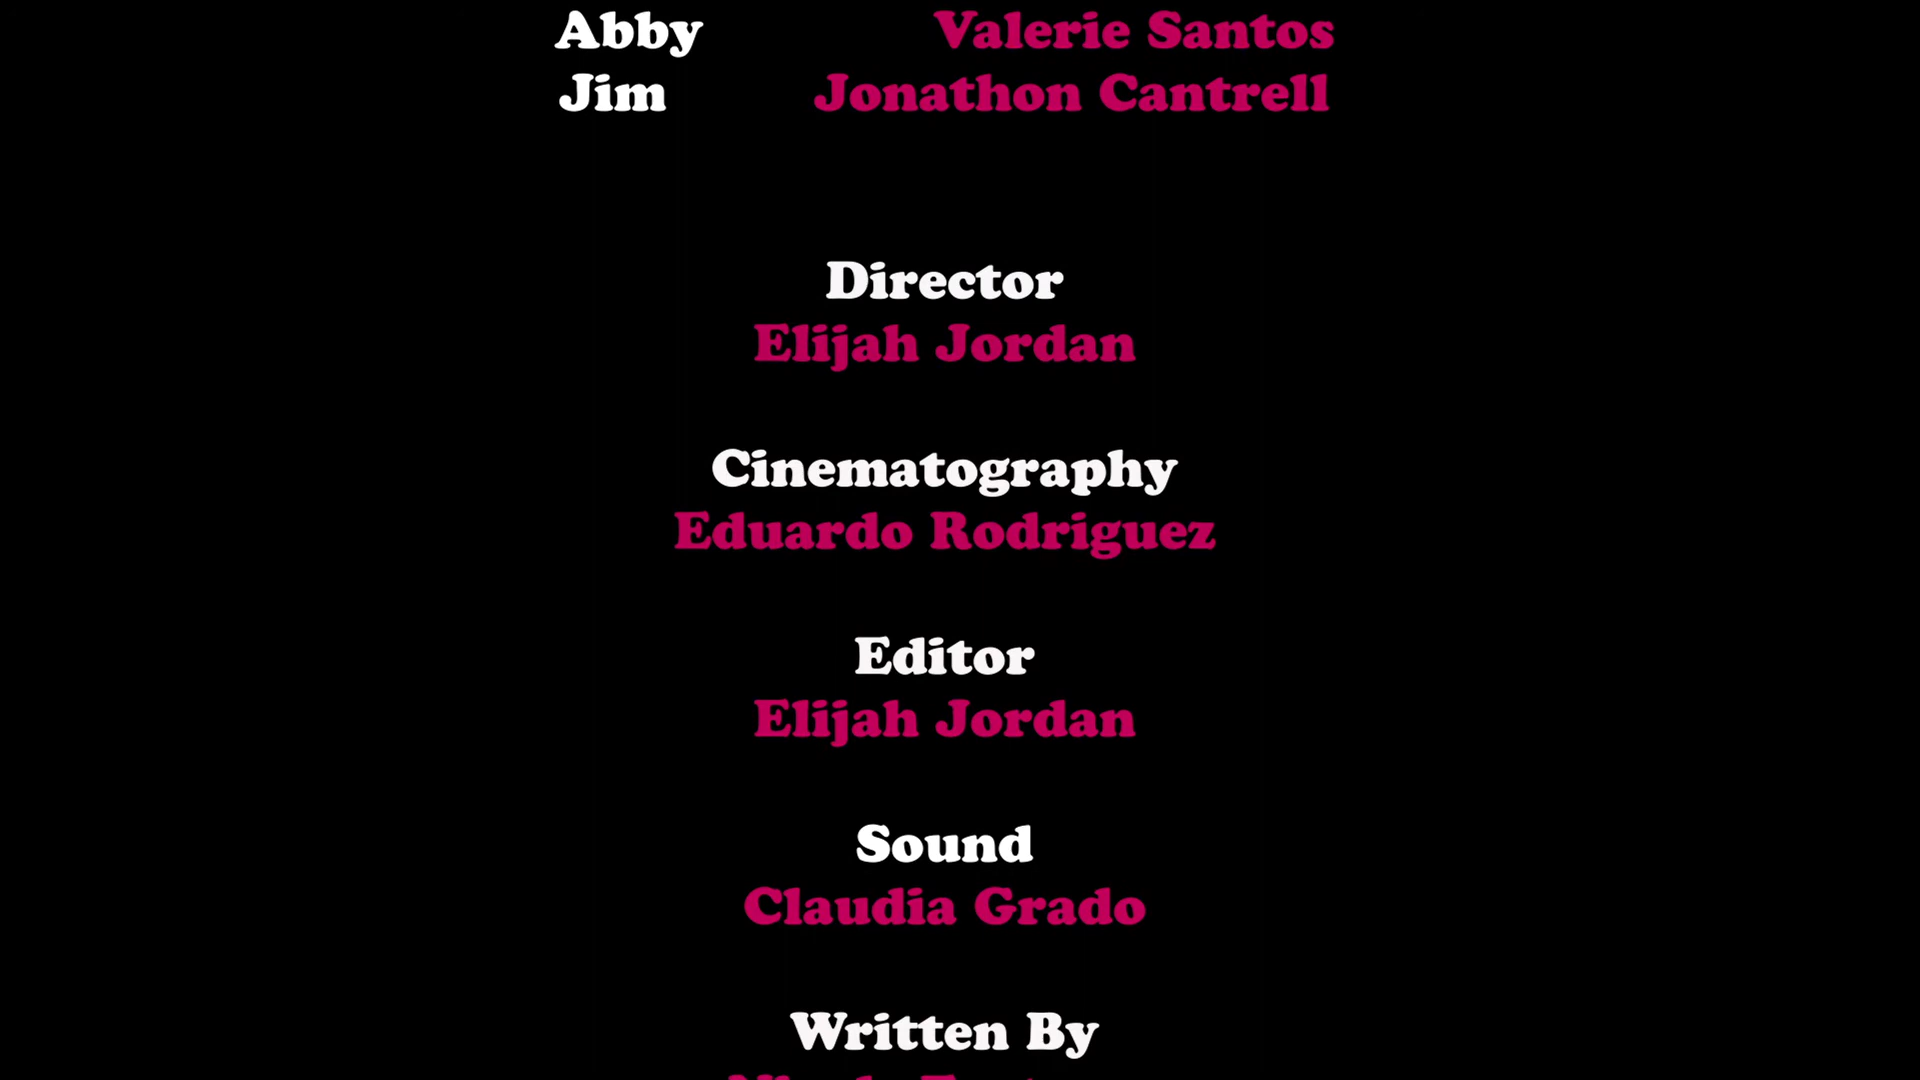 Abby Valerie Santos
Jim Jonathon Cantrell
Director
Elijah Jordan
Cinematography
Eduardo Rodriguez
Editor
Elijah Jordan
Sound
Claudia Grado
Written By